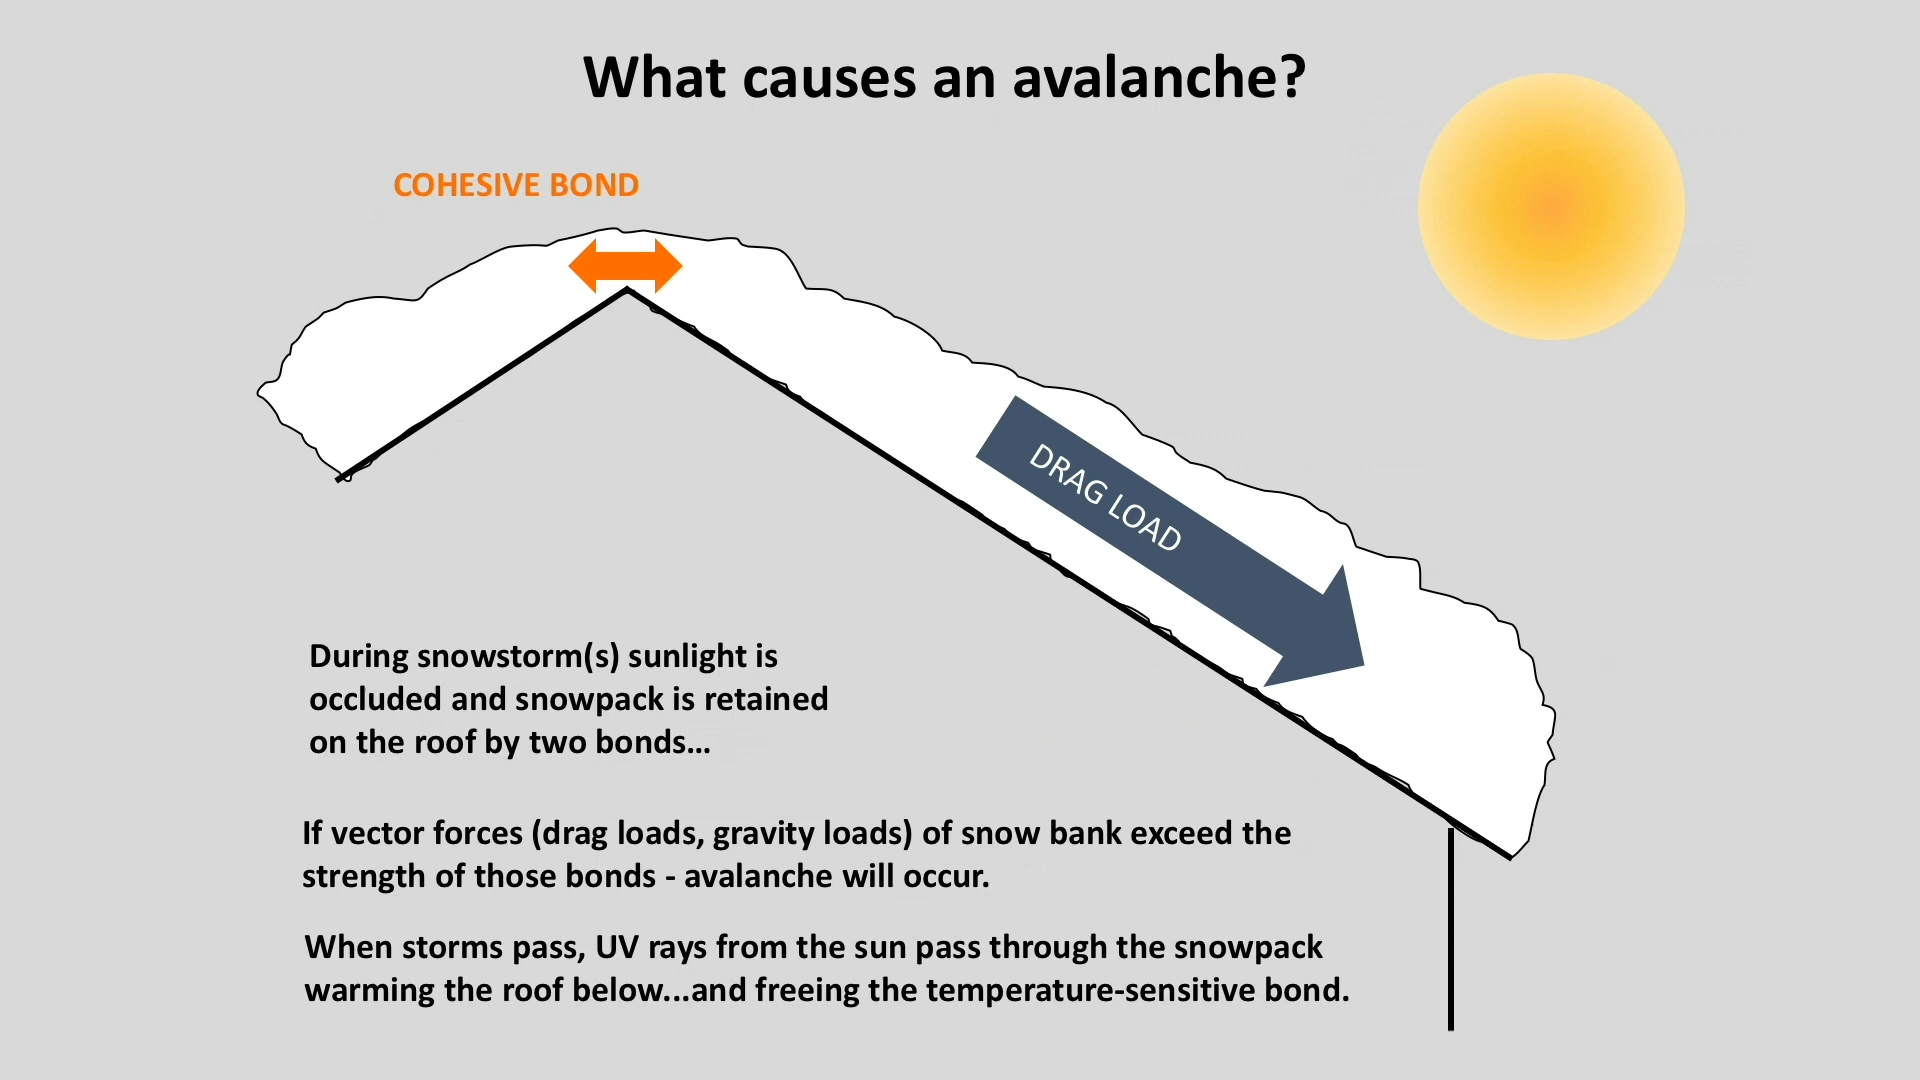 What causes an avalanche?
COHESIVE BOND
DRAG LOAD
During snowstorm(s) sunlight is
occluded and snowpack is retained
on the roof by two bonds...
If vector forces (drag loads, gravity loads) of snow bank exceed the
strength of those bonds - avalanche will occur.
When storms pass, UV rays from the sun pass through the snowpack
warming the roof below...and freeing the temperature-sensitive bond.